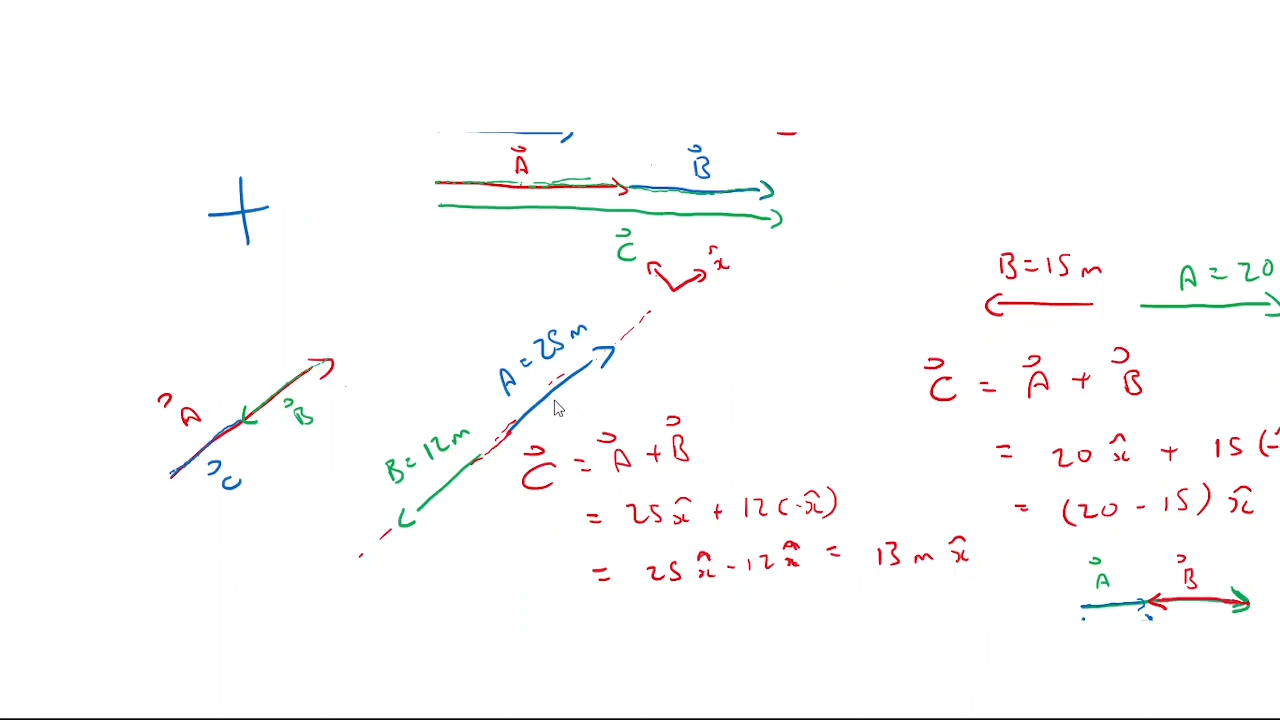 A⃗ B⃗
C⃗
x̂
B = 15 m A = 20
A = 25 m
A⃗ B⃗
C⃗
B = 12 m
C⃗ = A⃗ + B⃗
= 25 x̂ + 12 (-x̂)
= 25 x̂ - 12 x̂ = 13 m x̂
C⃗ = A⃗ + B⃗
= 20 x̂ + 15 (-
= (20 - 15) x̂
A⃗ B⃗